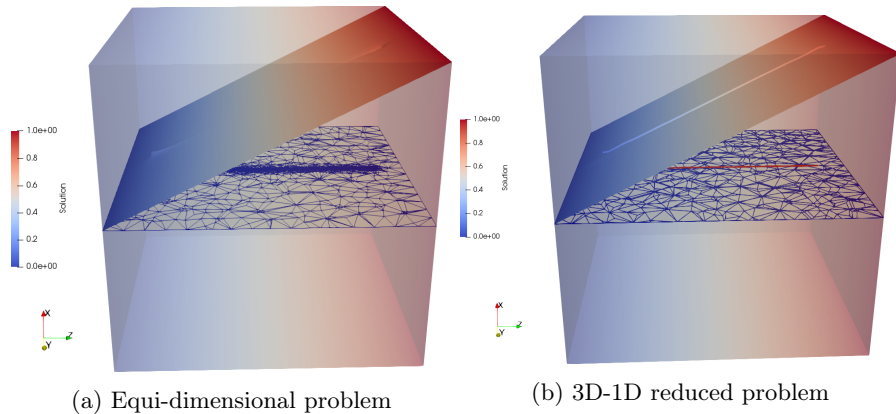 1.0e+00
0.8
0.6
0.4
0.2
0.0e+00
Solution
X
Z
Y
(a) Equi-dimensional problem
1.0e+00
0.8
0.6
0.4
0.2
0.0e+00
Solution
X
Z
Y
(b) 3D-1D reduced problem